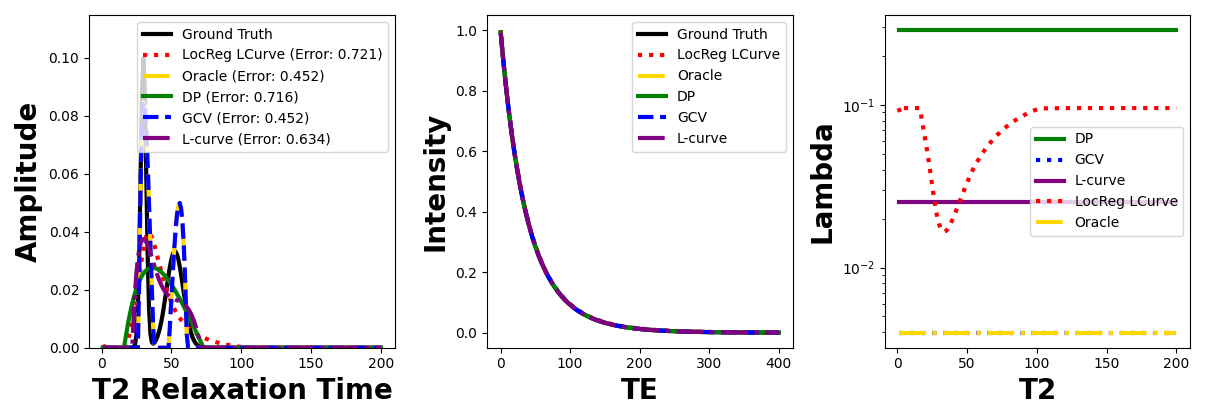 Amplitude
0.10
0.08
0.06
0.04
0.02
0.00
Ground Truth
LocReg LCurve (Error: 0.721)
Oracle (Error: 0.452)
DP (Error: 0.716)
GCV (Error: 0.452)
L-curve (Error: 0.634)
0 50 100 150 200
T2 Relaxation Time
Intensity
1.0
0.8
0.6
0.4
0.2
0.0
Ground Truth
LocReg LCurve
Oracle
DP
GCV
L-curve
0 100 200 300 400
TE
Lambda
10⁻¹
10⁻²
DP
GCV
L-curve
LocReg LCurve
Oracle
0 50 100 150 200
T2